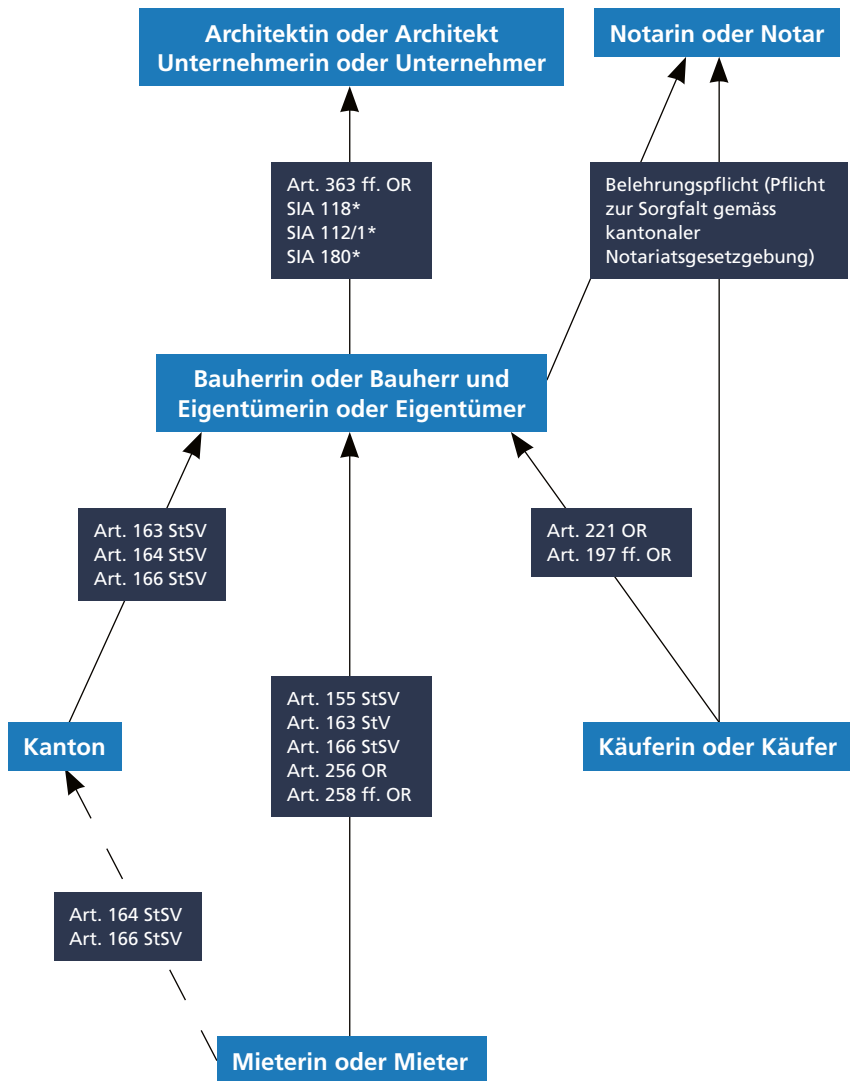 Architektin oder Architekt
Unternehmerin oder Unternehmer
Notarin oder Notar
Art. 363 ff. OR
SIA 118*
SIA 112/1*
SIA 180*
Belehrungspflicht (Pflicht
zur Sorgfalt gemäss
kantonaler
Notariatsgesetzgebung)
Bauherrin oder Bauherr und
Eigentümerin oder Eigentümer
Art. 163 StSV
Art. 164 StSV
Art. 166 StSV
Art. 221 OR
Art. 197 ff. OR
Art. 155 StSV
Art. 163 StV
Art. 166 StSV
Art. 256 OR
Art. 258 ff. OR
Kanton
Käuferin oder Käufer
Art. 164 StSV
Art. 166 StSV
Mieterin oder Mieter